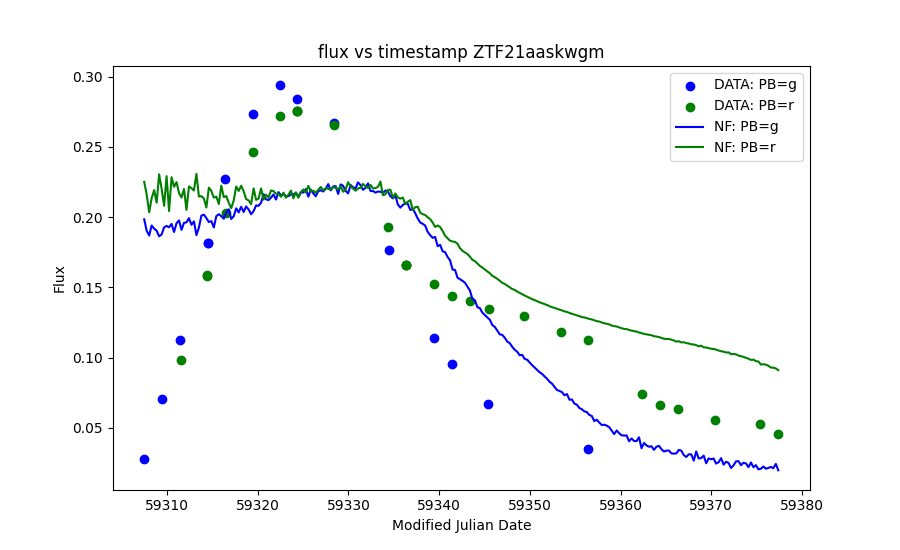 flux vs timestamp ZTF21aaskwgm
DATA: PB=g
DATA: PB=r
NF: PB=g
NF: PB=r
Flux
0.30
0.25
0.20
0.15
0.10
0.05
59310 59320 59330 59340 59350 59360 59370 59380
Modified Julian Date